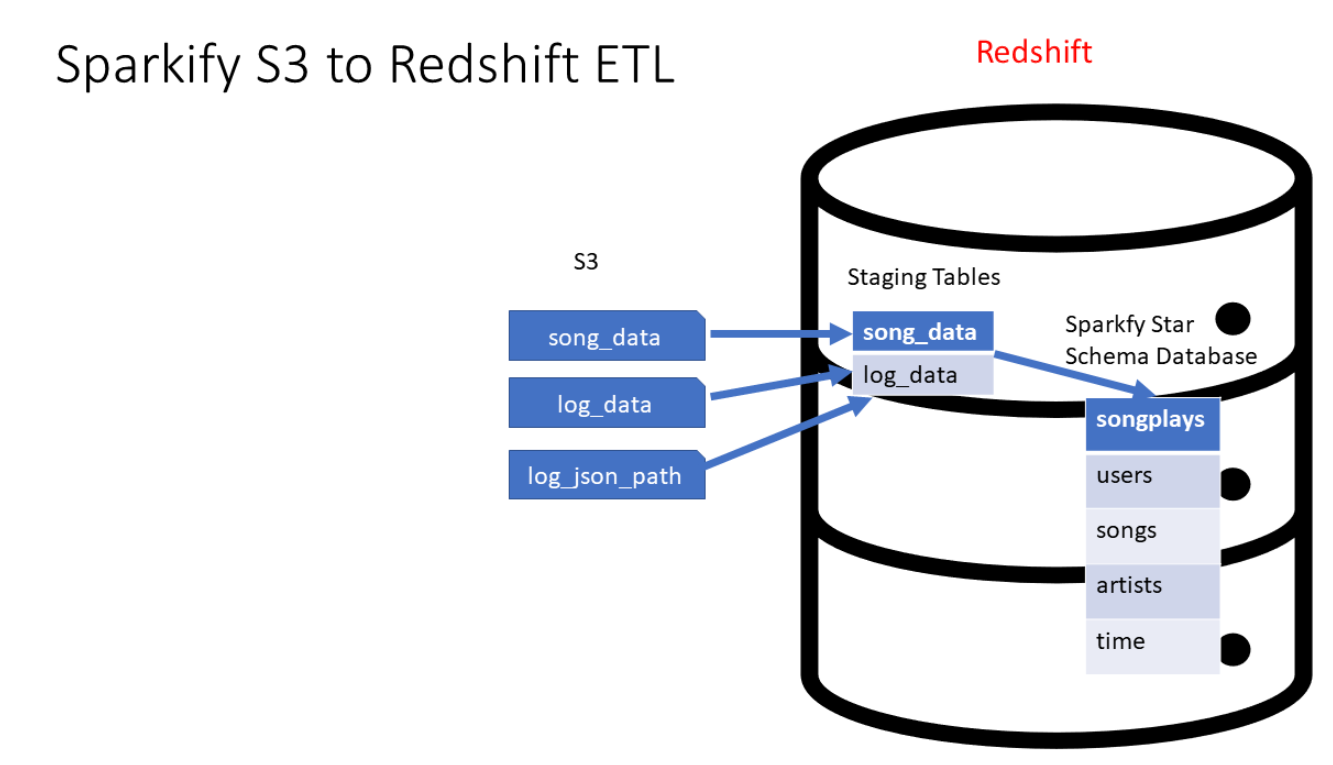 Sparkify S3 to Redshift ETL
Redshift
S3
song_data
log_data
log_json_path
Staging Tables
song_data
log_data
Sparkfy Star
Schema Database
songplays
users
songs
artists
time